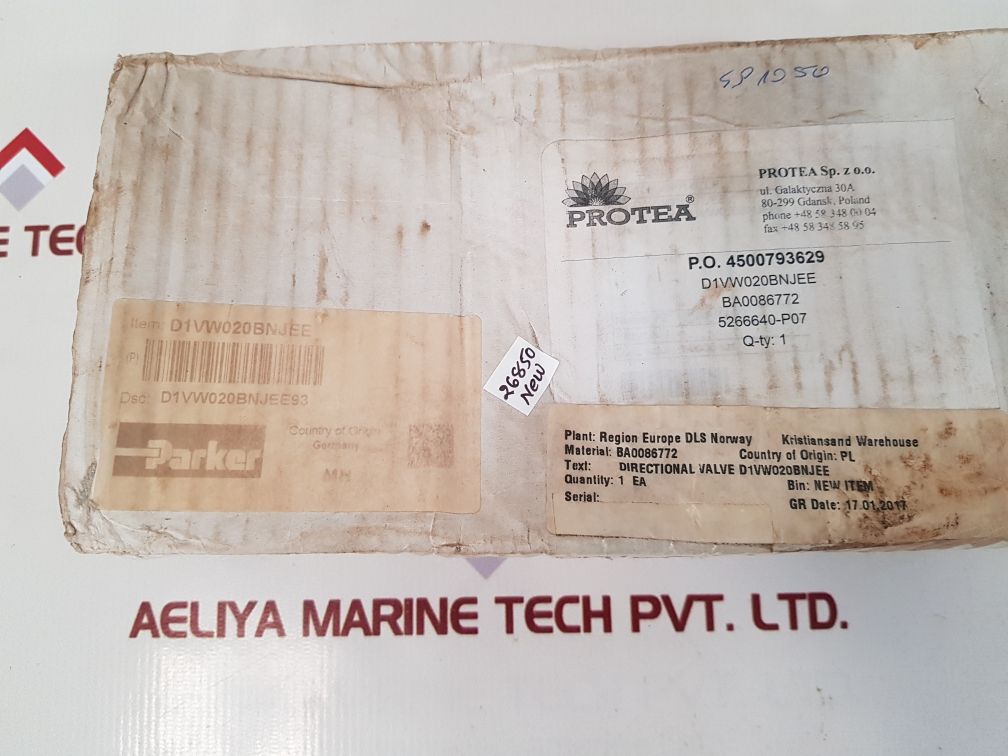 SP1050
PROTEA®
PROTEA Sp. z o.o.
ul. Galaktyczna 30A
80-299 Gdansk, Poland
phone +48 58 348 00 04
fax +48 58 348 58 95
P.O. 4500793629
D1VW020BNJEE
BA0086772
5266640-P07
Q-ty: 1
Item: D1VW020BNJEE
(P)
Dsc: D1VW020BNJEE93
Parker
Country of Origin
Germany
MH
26850
New
Plant: Region Europe DLS Norway Kristiansand Warehouse
Material: BA0086772 Country of Origin: PL
Text: DIRECTIONAL VALVE D1VW020BNJEE
Quantity: 1 EA Bin: NEW ITEM
Serial: GR Date: 17.01.2017
E TEC
AELIYA MARINE TECH PVT. LTD.